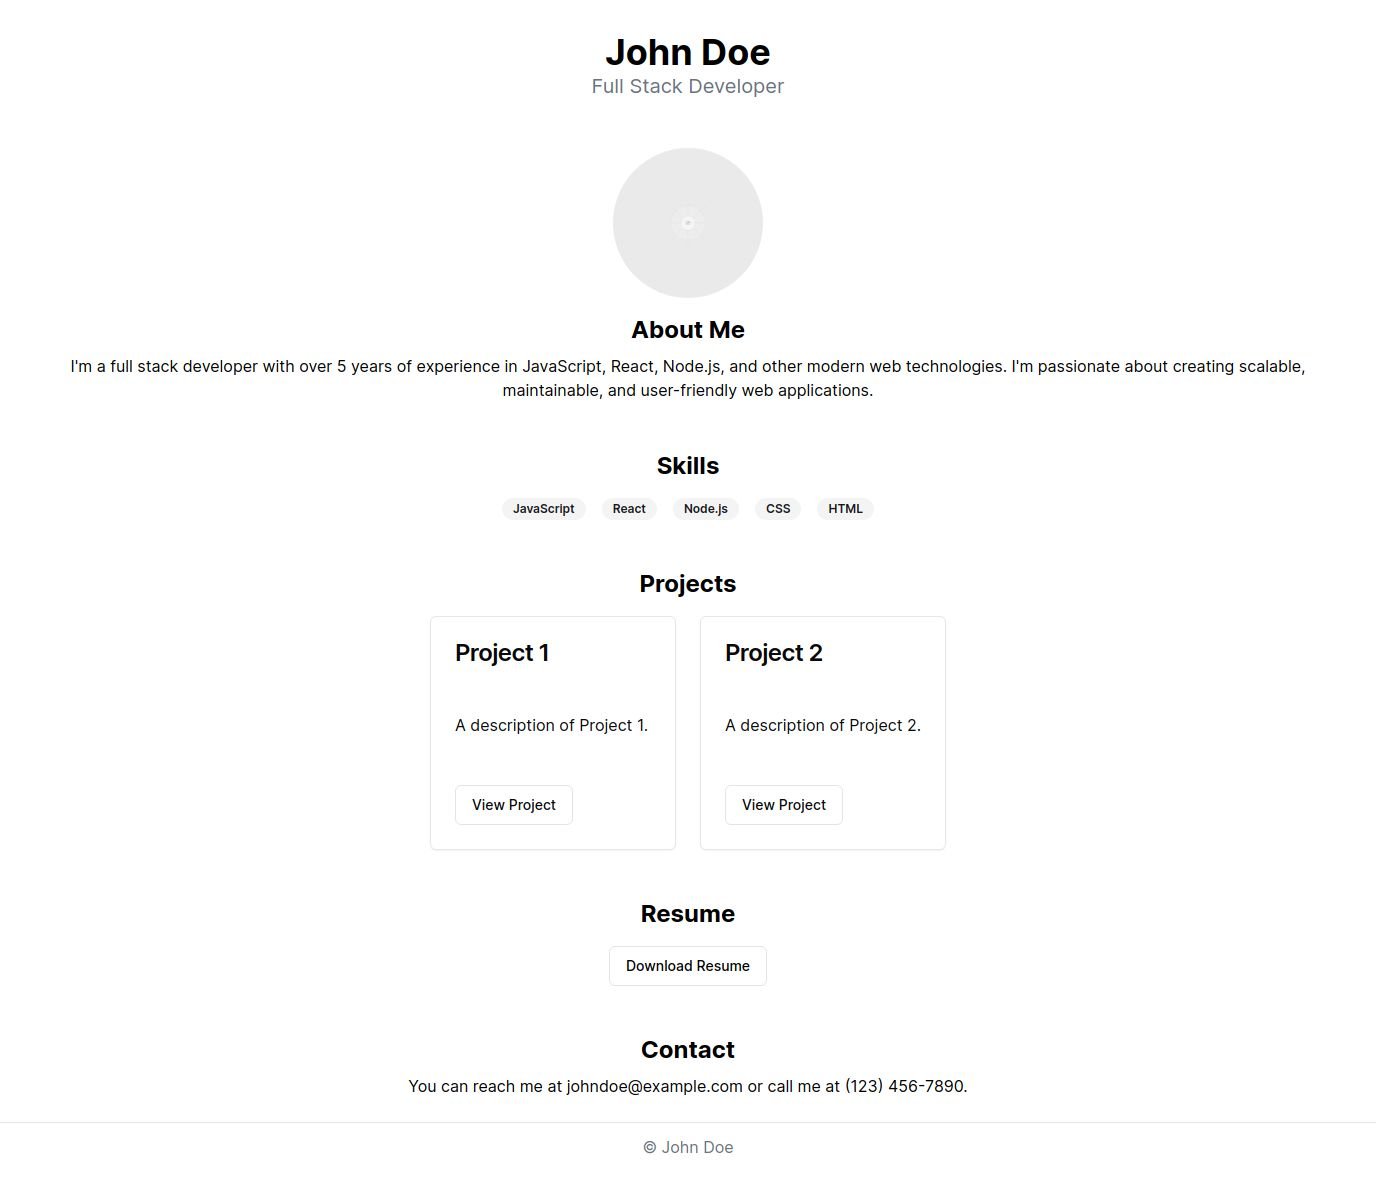 John Doe
Full Stack Developer
About Me
I'm a full stack developer with over 5 years of experience in JavaScript, React, Node.js, and other modern web technologies. I'm passionate about creating scalable,
maintainable, and user-friendly web applications.
Skills
JavaScript React Node.js CSS HTML
Projects
Project 1
A description of Project 1.
View Project
Project 2
A description of Project 2.
View Project
Resume
Download Resume
Contact
You can reach me at johndoe@example.com or call me at (123) 456-7890.
© John Doe